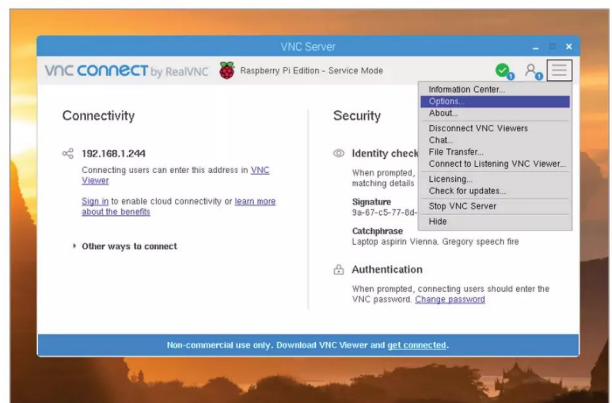 VNC Server
VNC CONNECT by RealVNC Raspberry Pi Edition - Service Mode
Connectivity
192.168.1.244
Connecting users can enter this address in VNC
Viewer
Sign in to enable cloud connectivity or learn more
about the benefits
Other ways to connect
Security
Identity check
When prompted,
matching details
Signature
9a-67-c5-77-8d-
Catchphrase
Laptop aspirin Vienna. Gregory speech fire
Authentication
When prompted, connecting users should enter the
VNC password. Change password
Information Center...
Options...
About...
Disconnect VNC Viewers
Chat...
File Transfer...
Connect to Listening VNC Viewer...
Licensing...
Check for updates...
Stop VNC Server
Hide
Non-commercial use only. Download VNC Viewer and get connected.